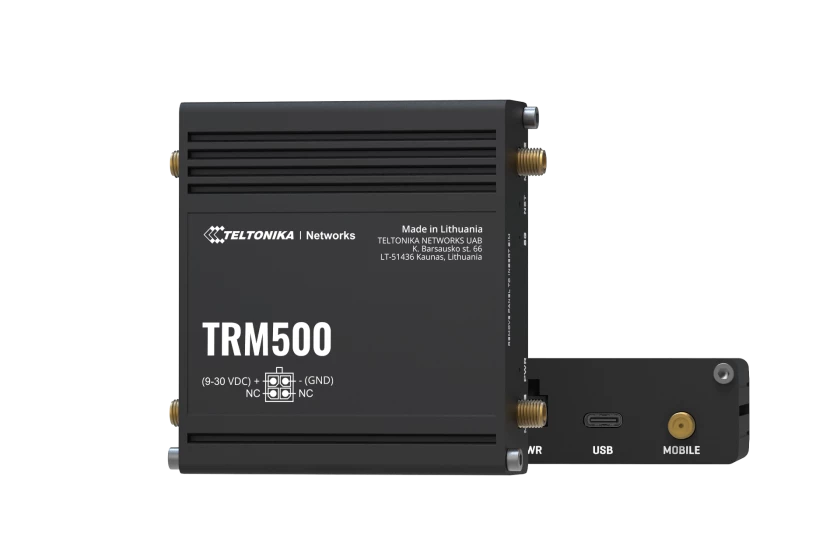 TELTONIKA | Networks
Made in Lithuania
TELTONIKA NETWORKS UAB
K. Barsausko st. 66
LT-51436 Kaunas, Lithuania
TRM500
(9-30 VDC) + - (GND)
NC NC
USB
MOBILE